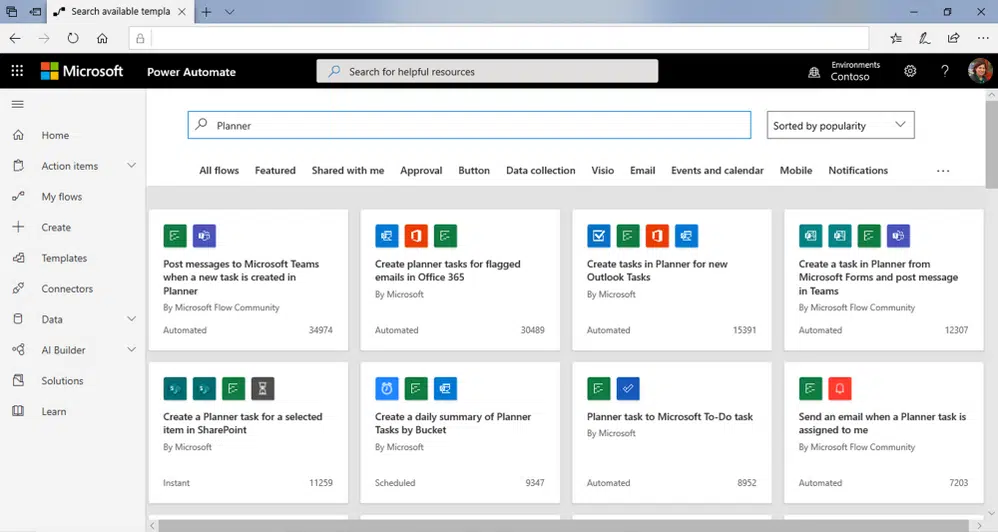 Search available templa
Microsoft
Power Automate
Search for helpful resources
Environments
Contoso
?
Home
Action items
My flows
Create
Templates
Connectors
Data
AI Builder
Solutions
Learn
Planner
Sorted by popularity
All flows Featured Shared with me Approval Button Data collection Visio Email Events and calendar Mobile Notifications ...
Post messages to Microsoft Teams
when a new task is created in
Planner
By Microsoft Flow Community
Automated 34974
Create planner tasks for flagged
emails in Office 365
By Microsoft
Automated 30489
Create tasks in Planner for new
Outlook Tasks
By Microsoft
Automated 15391
Create a task in Planner from
Microsoft Forms and post message
in Teams
By Microsoft Flow Community
Automated 12307
Create a Planner task for a selected
item in SharePoint
By Microsoft
Instant 11259
Create a daily summary of Planner
Tasks by Bucket
By Microsoft
Scheduled 9347
Planner task to Microsoft To-Do task
By Microsoft
Automated 8952
Send an email when a Planner task is
assigned to me
By Microsoft Flow Community
Automated 7203